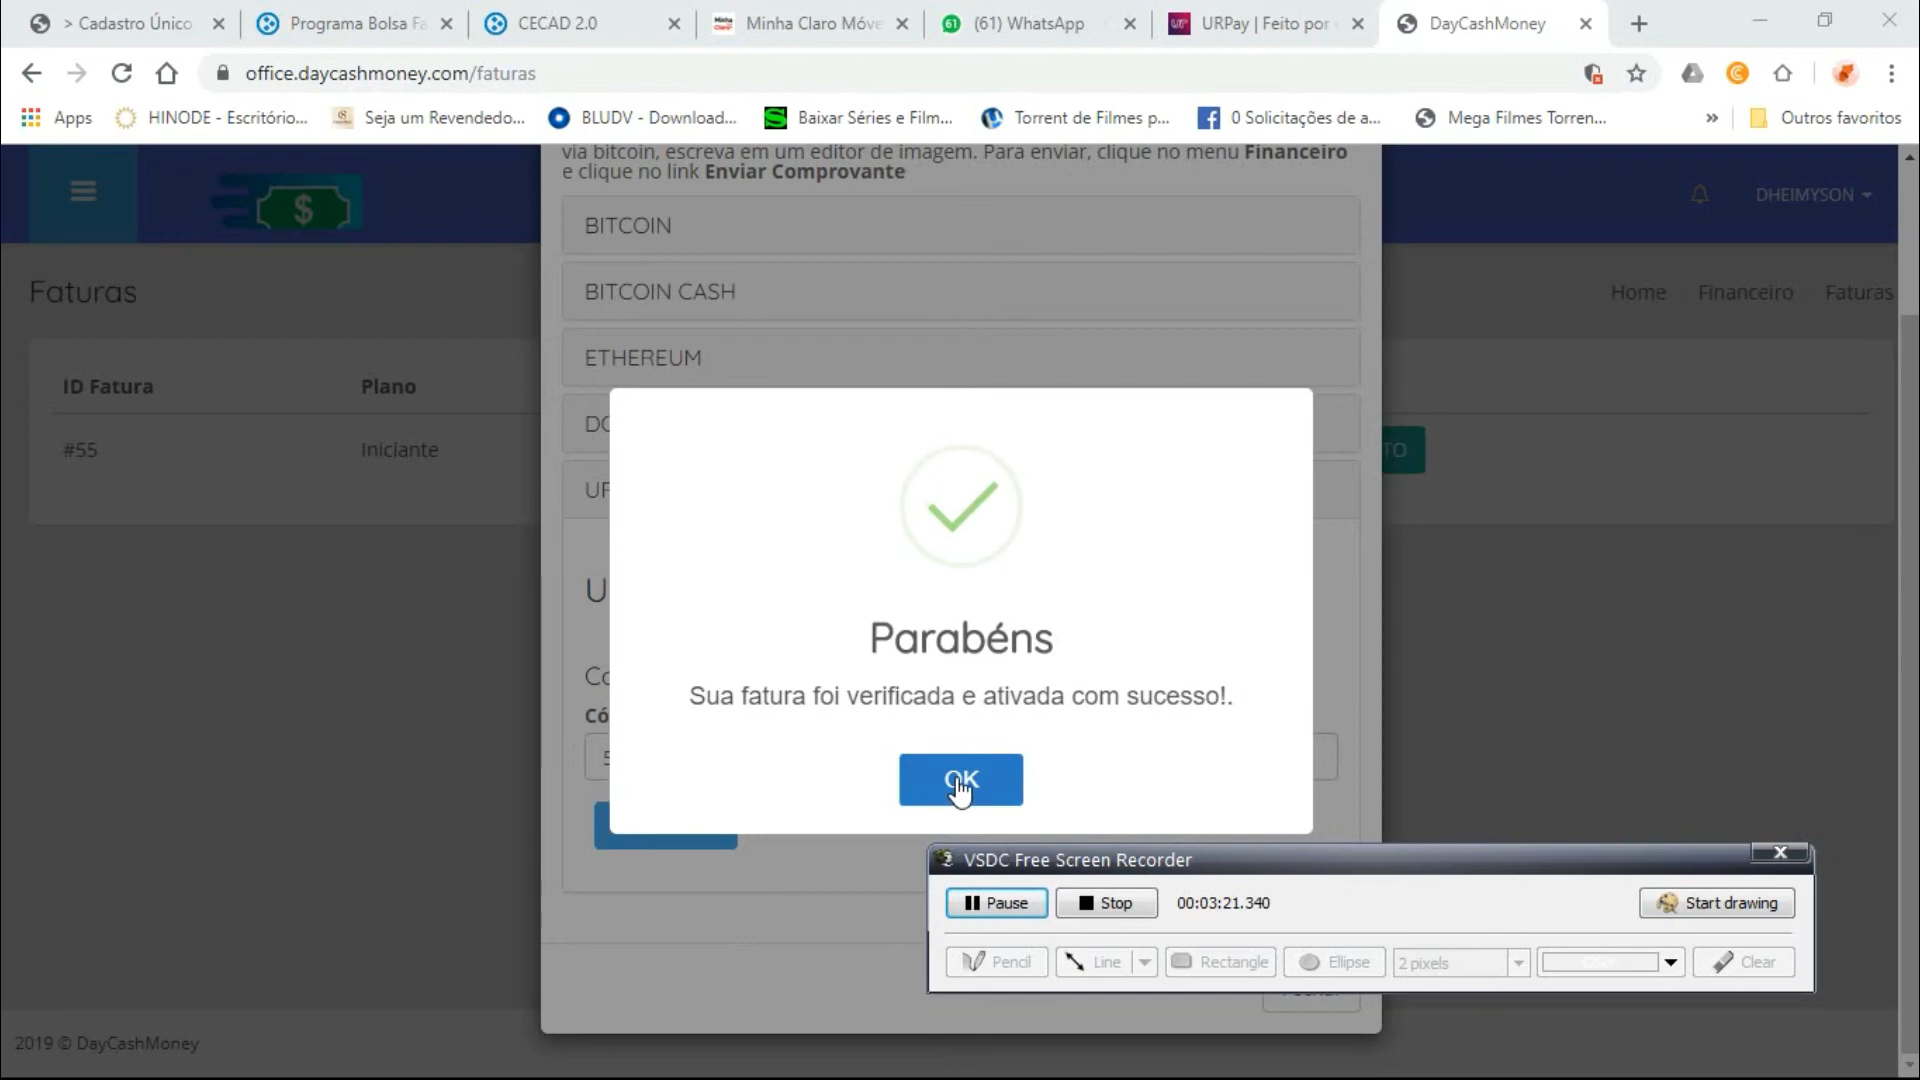 > Cadastro Único
Programa Bolsa Fa
CECAD 2.0
Minha Claro Móve
(61) WhatsApp
URPay | Feito por
DayCashMoney
office.daycashmoney.com/faturas
Apps
HINODE - Escritório...
Seja um Revendedo...
BLUDV - Download...
Baixar Séries e Film...
Torrent de Filmes p...
0 Solicitações de a...
Mega Filmes Torren...
»
Outros favoritos
via bitcoin, escreva em um editor de imagem. Para enviar, clique no menu Financeiro
e clique no link Enviar Comprovante
DHEIMYSON
BITCOIN
BITCOIN CASH
ETHEREUM
Faturas
Home
Financeiro
Faturas
ID Fatura
Plano
#55
Iniciante
TO
Parabéns
Sua fatura foi verificada e ativada com sucesso!.
OK
VSDC Free Screen Recorder
Pause
Stop
00:03:21.340
Start drawing
Pencil
Line
Rectangle
Ellipse
2 pixels
Clear
2019 © DayCashMoney